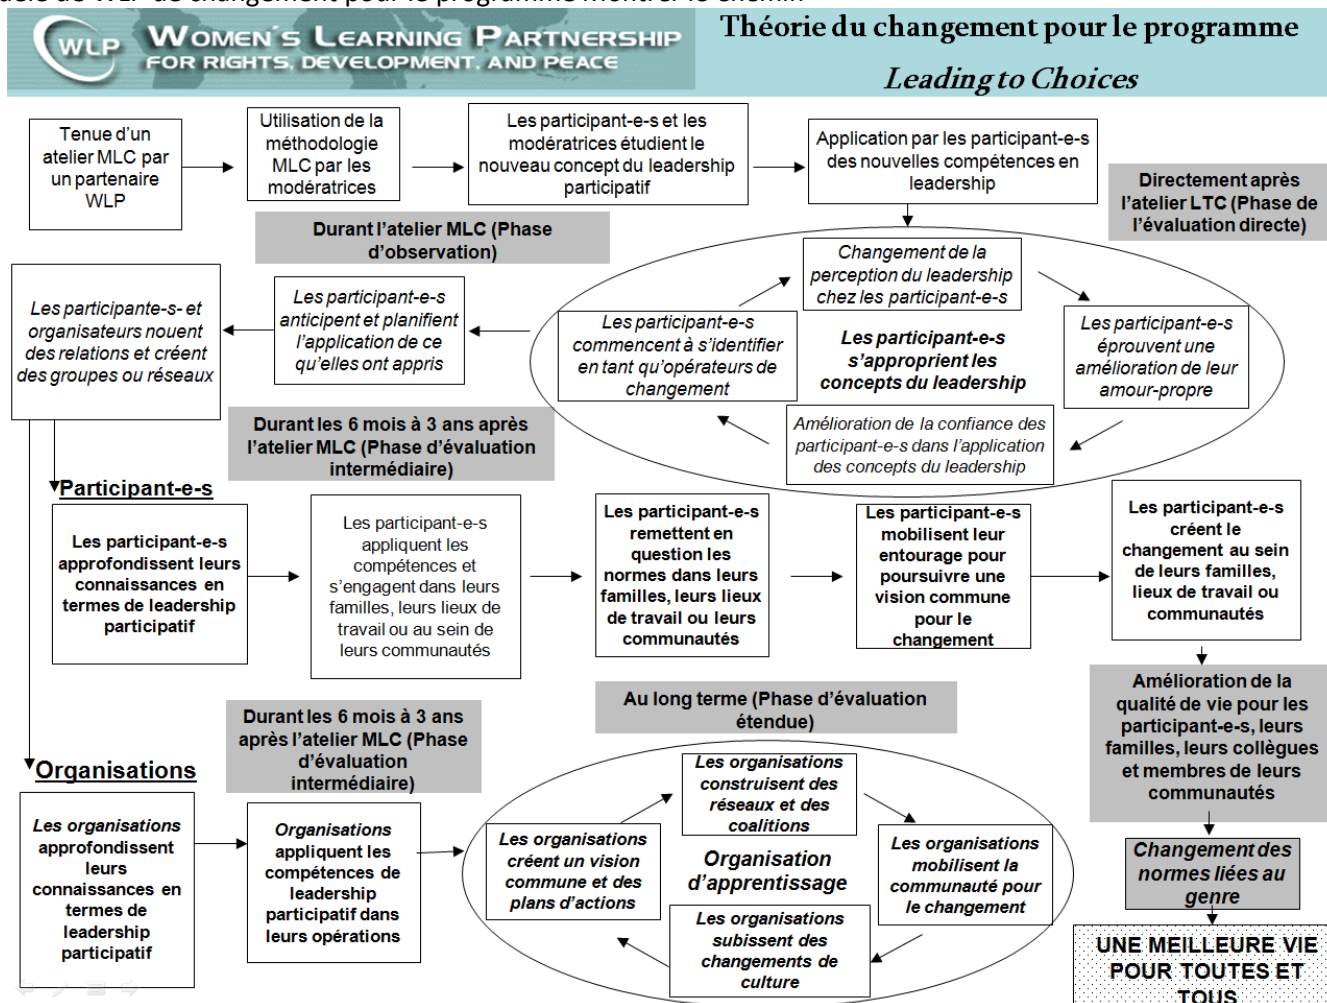 dèle de WLP de changement pour le programme montrer le chemin
WLP
WOMEN'S LEARNING PARTNERSHIP
FOR RIGHTS, DEVELOPMENT, AND PEACE
Théorie du changement pour le programme
Leading to Choices
Tenue d'un
atelier MLC par
un partenaire
WLP
Utilisation de la
méthodologie
MLC par les
modératrices
Les participant-e-s et les
modératrices étudient le
nouveau concept du leadership
participatif
Application par les participant-e-s
des nouvelles compétences en
leadership
Directement après
l'atelier LTC (Phase de
l'évaluation directe)
Durant l'atelier MLC (Phase
d'observation)
Changement de la
perception du leadership
chez les participant-e-s
Les participante-s- et
organisateurs nouent
des relations et créent
des groupes ou réseaux
Les participant-e-s
anticipent et planifient
l'application de ce
qu'elles ont appris
Les participant-e-s
commencent à s'identifier
en tant qu'opérateurs de
changement
Les participant-e-s
s'approprient les
concepts du leadership
Les participant-e-s
éprouvent une
amélioration de leur
amour-propre
Amélioration de la confiance des
participant-e-s dans l'application
des concepts du leadership
Durant les 6 mois à 3 ans après
l'atelier MLC (Phase d'évaluation
intermédiaire)
Participant-e-s
Les participant-e-s
approfondissent leurs
connaissances en
termes de leadership
participatif
Les participant-e-s
appliquent les
compétences et
s'engagent dans leurs
familles, leurs lieux de
travail ou au sein de
leurs communautés
Les participant-e-s
remettent en
question les
normes dans leurs
familles, leurs lieux
de travail ou leurs
communautés
Les participant-e-s
mobilisent leur
entourage pour
poursuivre une
vision commune
pour le
changement
Les participant-e-s
créent le
changement au sein
de leurs familles,
lieux de travail ou
communautés
Amélioration de la
qualité de vie pour les
participant-e-s, leurs
familles, leurs collègues
et membres de leurs
communautés
Changement des
normes liées au
genre
UNE MEILLEURE VIE
POUR TOUTES ET
TOUS
Durant les 6 mois à 3 ans
après l'atelier MLC (Phase
d'évaluation
intermédiaire)
Au long terme (Phase d'évaluation
étendue)
Organisations
Les organisations
approfondissent
leurs
connaissances en
termes de
leadership
participatif
Organisations
appliquent les
compétences de
leadership
participatif dans
leurs opérations
Les organisations
construisent des
réseaux et des
coalitions
Les organisations
créent un vision
commune et des
plans d'actions
Organisation
d'apprentissage
Les organisations
mobilisent la
communauté pour
le changement
Les organisations
subissent des
changements de
culture